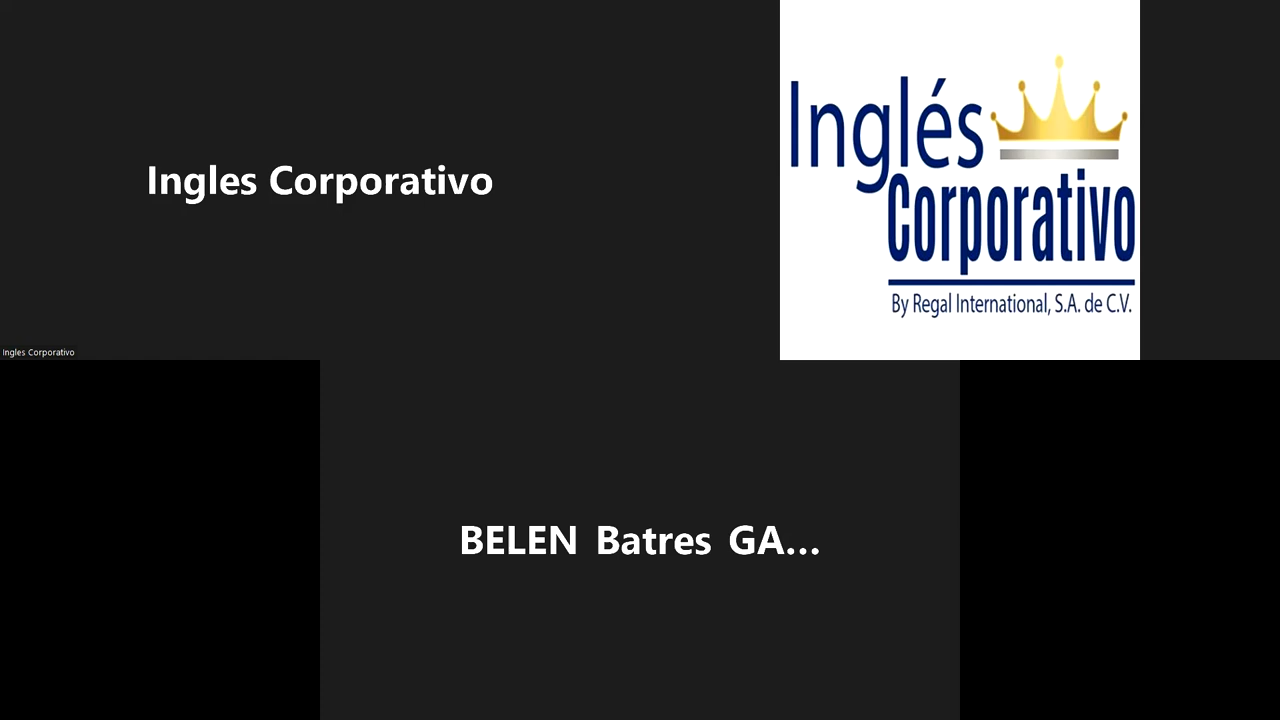 Ingles Corporativo
Inglés
Corporativo
By Regal International, S.A. de C.V.
Ingles Corporativo
BELEN Batres GA...